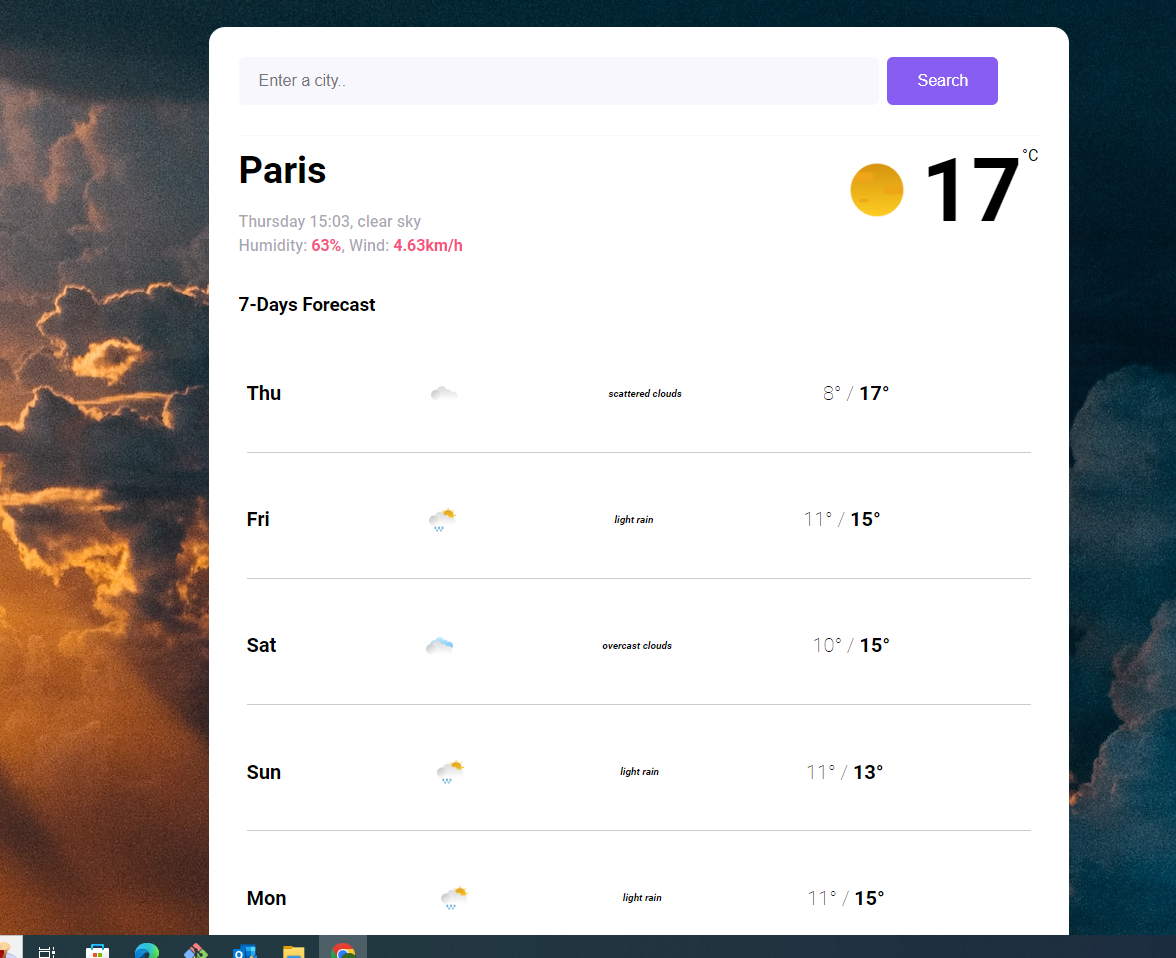 Enter a city..
Search
Paris
17°C
Thursday 15:03, clear sky
Humidity: 63%, Wind: 4.63km/h
7-Days Forecast
Thu scattered clouds 8° / 17°
Fri light rain 11° / 15°
Sat overcast clouds 10° / 15°
Sun light rain 11° / 13°
Mon light rain 11° / 15°